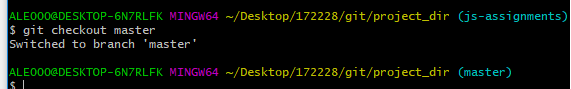 ALEOOO@DESKTOP-6N7RLFK MINGW64 ~/Desktop/172228/git/project_dir (js-assignments)
$ git checkout master
Switched to branch 'master'
ALEOOO@DESKTOP-6N7RLFK MINGW64 ~/Desktop/172228/git/project_dir (master)
$